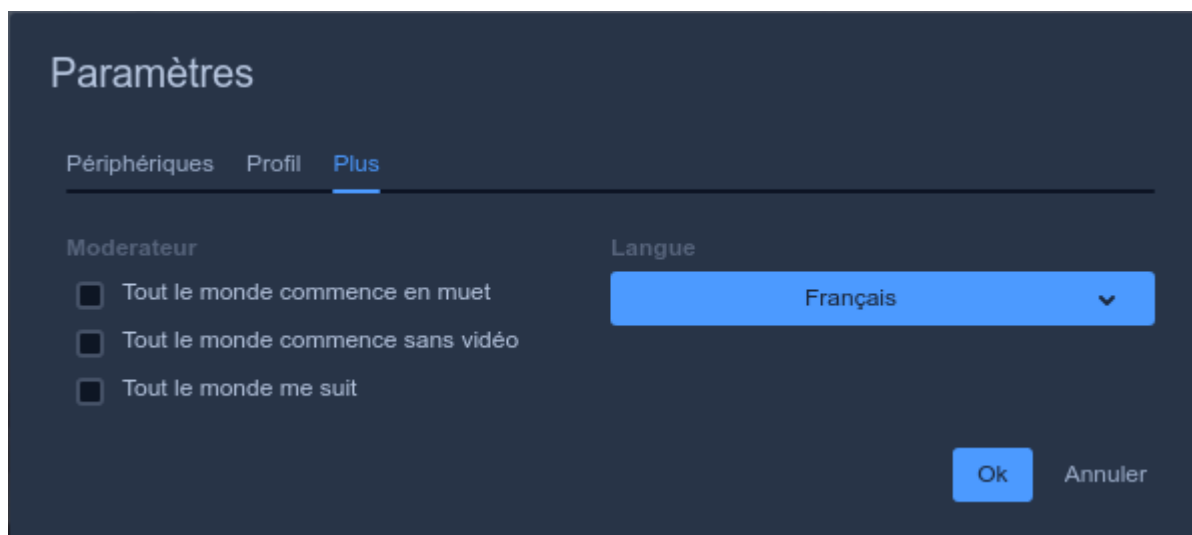 Paramètres
Périphériques Profil Plus
Moderateur
Tout le monde commence en muet
Tout le monde commence sans vidéo
Tout le monde me suit
Langue
Français
Ok Annuler